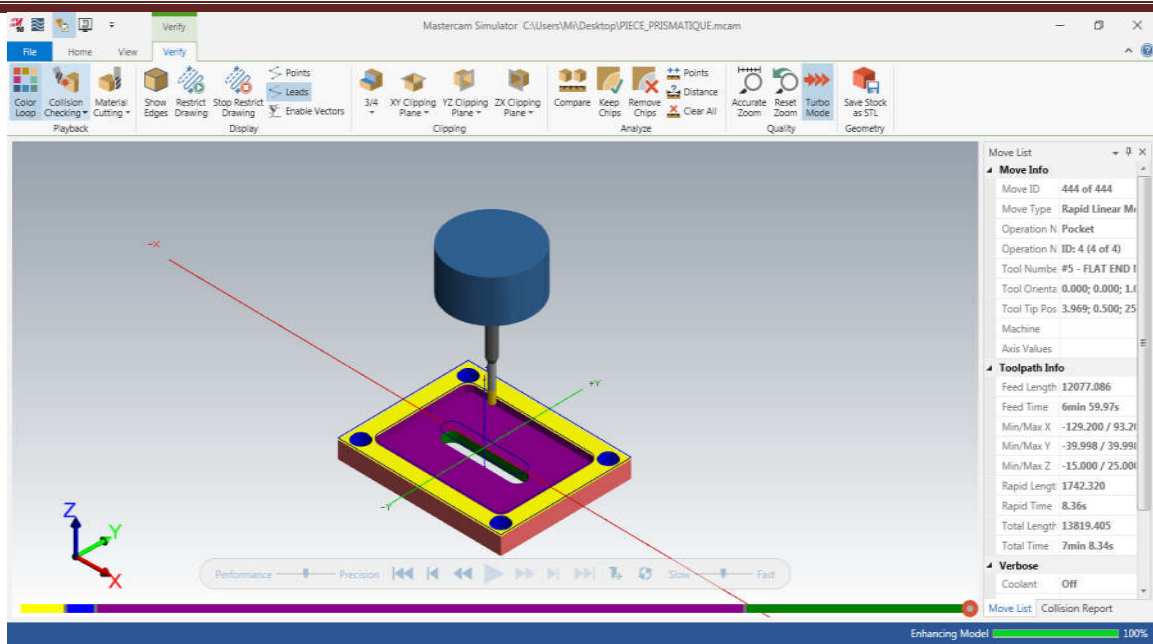 Verify
Mastercam Simulator C:\Users\Mi\Desktop\PIECE_PRISMATIQUE.mcam
File Home View Verify
Color Loop
Collision Checking
Material Cutting
Playback
Show Edges
Restrict Drawing
Stop Restrict Drawing
Points
Leads
Enable Vectors
Display
3/4
XY Clipping Plane
YZ Clipping Plane
ZX Clipping Plane
Clipping
Compare
Keep Chips
Remove Chips
Points
Distance
Clear All
Analyze
Accurate Zoom
Reset Zoom
Turbo Mode
Quality
Save Stock as STL
Geometry
-X
+Y
-Y
Z
Y
X
Performance Precision Slow Fast
Move List
Move Info
Move ID 444 of 444
Move Type Rapid Linear M
Operation N Pocket
Operation N ID: 4 (4 of 4)
Tool Numbe #5 - FLAT END
Tool Orienta 0.000; 0.000; 1.
Tool Tip Pos 3.969; 0.500; 25
Machine
Axis Values
Toolpath Info
Feed Length 12077.086
Feed Time 6min 59.97s
Min/Max X -129.200 / 93.2
Min/Max Y -39.998 / 39.99
Min/Max Z -15.000 / 25.00
Rapid Lengt 1742.320
Rapid Time 8.36s
Total Length 13819.405
Total Time 7min 8.34s
Verbose
Coolant Off
Move List Collision Report
Enhancing Model 100%